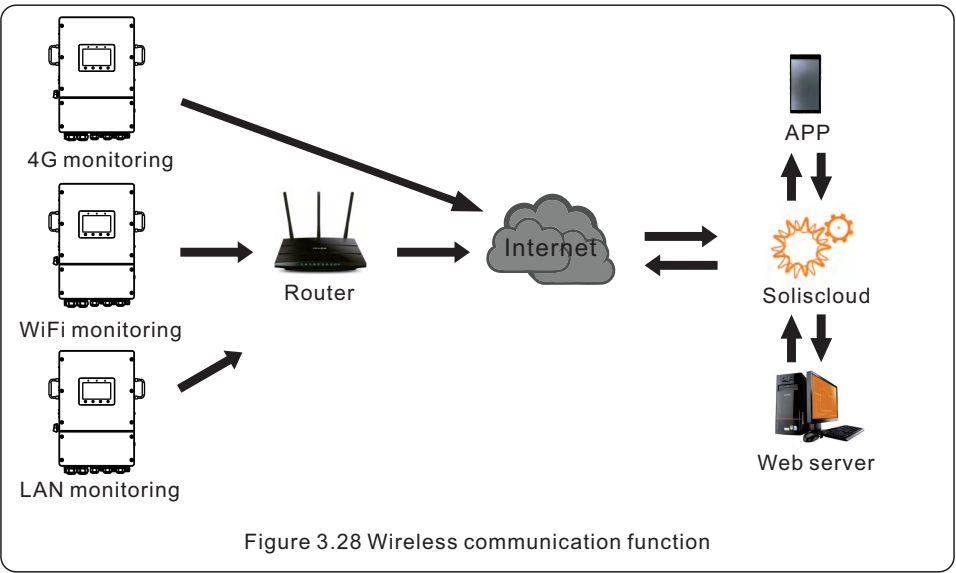 4G monitoring
WiFi monitoring
LAN monitoring
Router
Internet
APP
Soliscloud
Web server
Figure 3.28 Wireless communication function